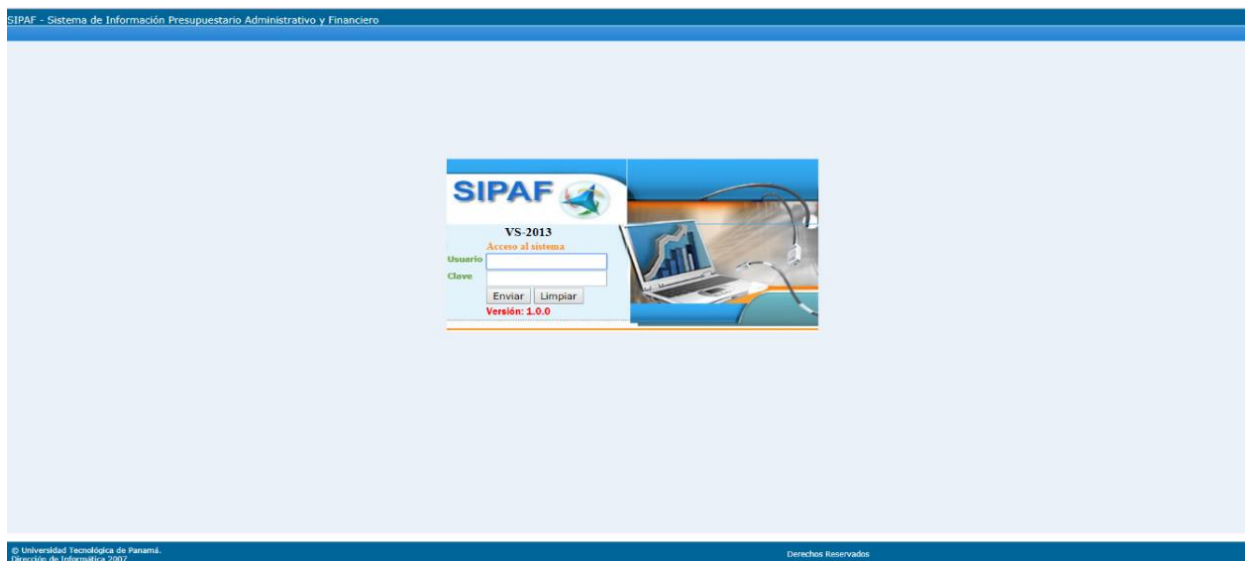 SIPAF - Sistema de Información Presupuestario Administrativo y Financiero
SIPAF
VS-2013
Acceso al sistema
Usuario
Clave
Enviar Limpiar
Versión: 1.0.0
© Universidad Tecnológica de Panamá.
Dirección de Informática 2007
Derechos Reservados